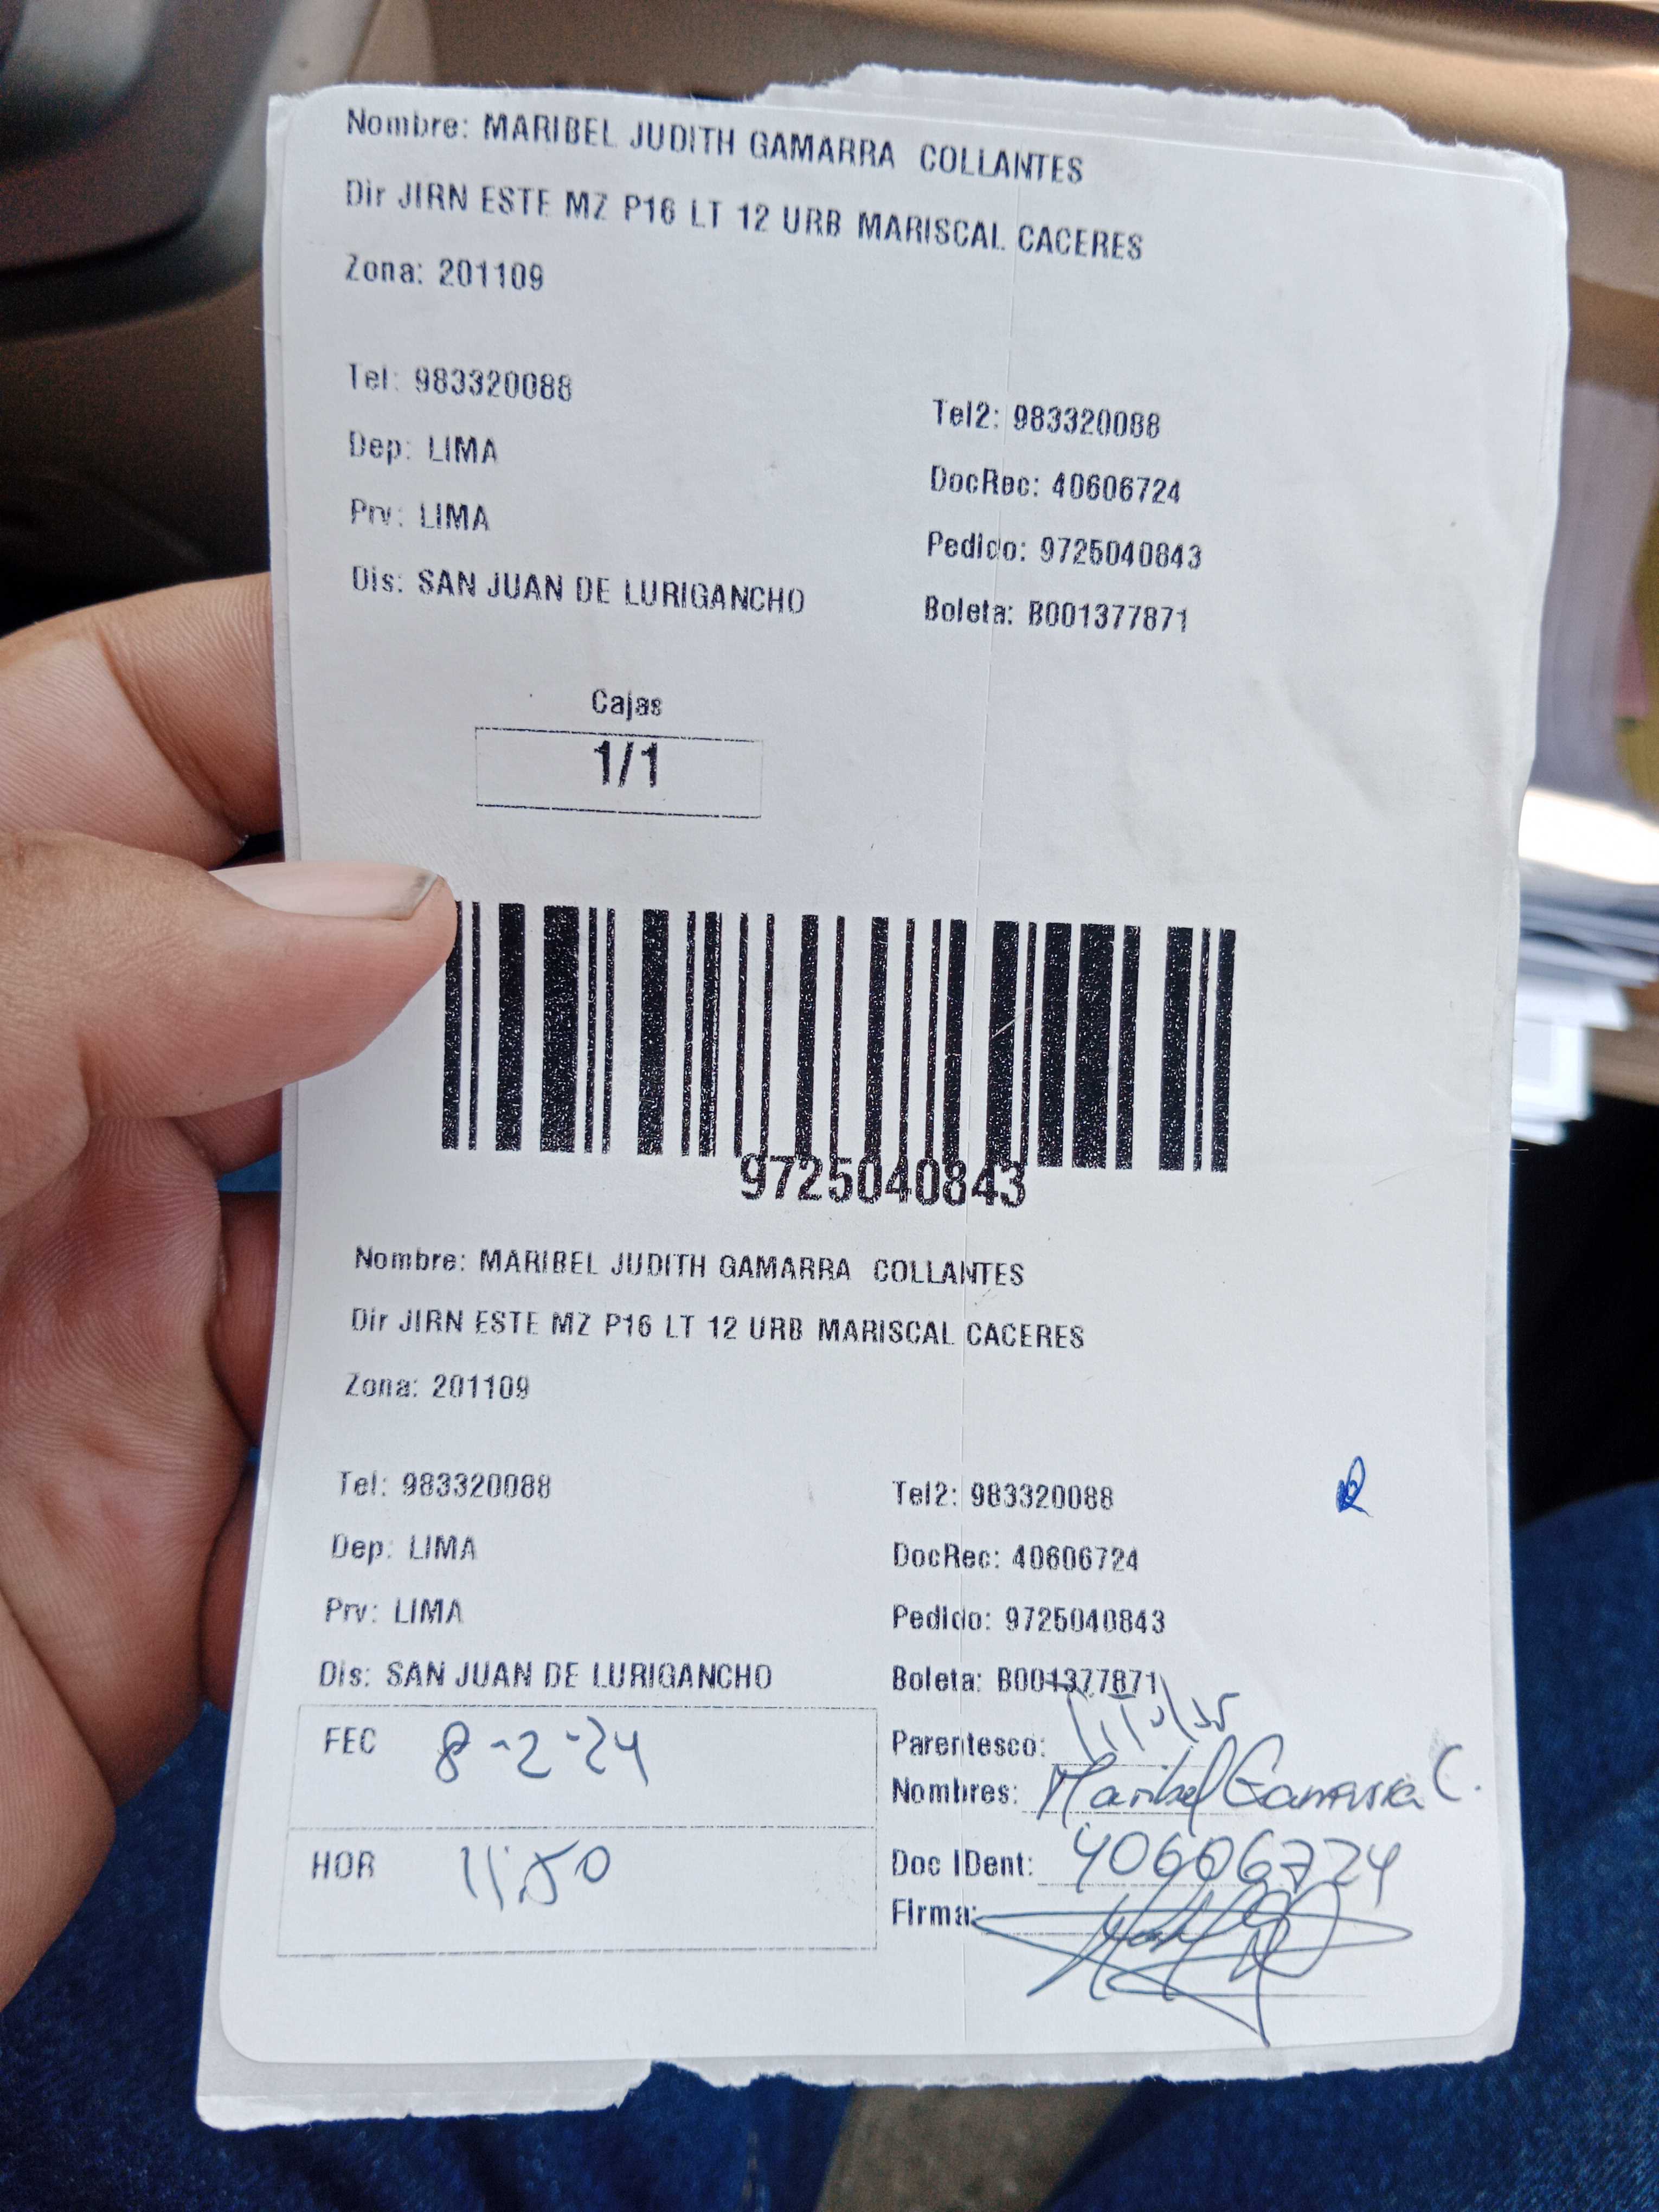 Nombre: MARIBEL JUDITH GAMARRA COLLANTES
Dir JIRN ESTE MZ P16 LT 12 URB MARISCAL CACERES
Zona: 201109
Tel: 983320088
Tel2: 983320088
Dep: LIMA
DocRec: 40606724
Prv: LIMA
Pedido: 9725040843
Dis: SAN JUAN DE LURIGANCHO
Boleta: B001377871
Cajas
1/1
9725040843
Nombre: MARIBEL JUDITH GAMARRA COLLANTES
Dir JIRN ESTE MZ P16 LT 12 URB MARISCAL CACERES
Zona: 201109
Tel: 983320088
Tel2: 983320088
Dep: LIMA
DocRec: 40606724
Prv: LIMA
Pedido: 9725040843
Dis: SAN JUAN DE LURIGANCHO
Boleta: B001377871
FEC 8-2-24
Parentesco:
Nombres: Maribel Gamarra C.
HOR 11:50
Doc IDent: 40606724
Firma: